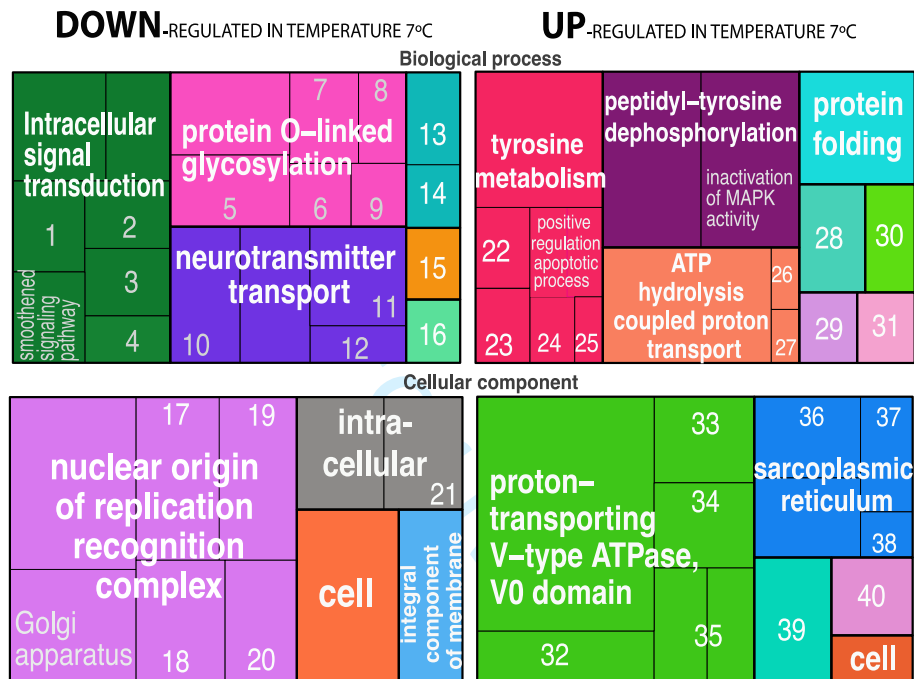 DOWN-REGULATED IN TEMPERATURE 7ºC
UP-REGULATED IN TEMPERATURE 7ºC
Biological process
Intracellular
signal
transduction
1
2
3
4
smoothened
signaling
pathway
protein O–linked
glycosylation
5
6
7
8
9
neurotransmitter
transport
10
11
12
13
14
15
16
tyrosine
metabolism
22
23
positive
regulation
apoptotic
process
24
25
peptidyl–tyrosine
dephosphorylation
inactivation
of MAPK
activity
ATP
hydrolysis
coupled proton
transport
26
27
protein
folding
28
29
30
31
Cellular component
nuclear origin
of replication
recognition
complex
17
18
19
20
Golgi
apparatus
intra-
cellular
21
cell
integral
component
of membrane
proton–
transporting
V–type ATPase,
V0 domain
32
33
34
35
sarcoplasmic
reticulum
36
37
38
39
40
cell